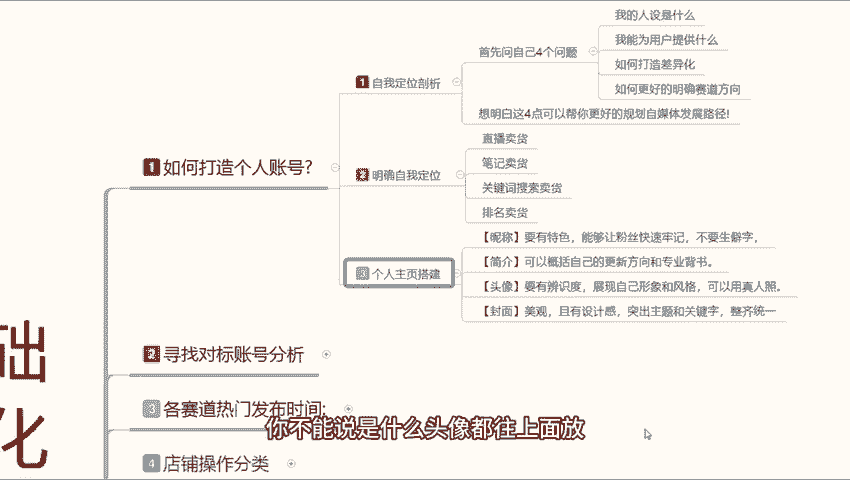 1 如何打造个人账号?
1 自我定位剖析
首先问自己4个问题
我的人设是什么
我能为用户提供什么
如何打造差异化
如何更好的明确赛道方向
想明白这4点可以帮你更好的规划自媒体发展路径!
2 明确自我定位
直播卖货
笔记卖货
关键词搜索卖货
排名卖货
3 个人主页搭建
【昵称】要有特色，能够让粉丝快速牢记，不要生僻字，
【简介】可以概括自己的更新方向和专业背书。
【头像】要有辨识度，展现自己形象和风格，可以用真人照。
【封面】美观，且有设计感，突出主题和关键字，整齐统一
2 寻找对标账号分析
3 各赛道热门发布时间:
4 店铺操作分类
础
化
你不能说是什么头像都往上面放